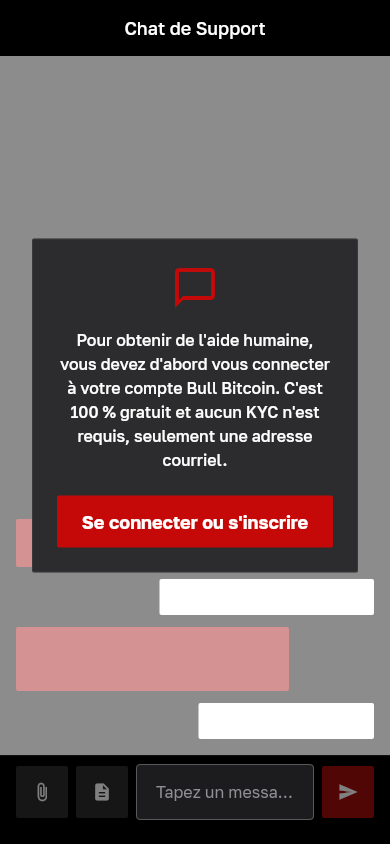 Chat de Support
Pour obtenir de l'aide humaine,
vous devez d'abord vous connecter
à votre compte Bull Bitcoin. C'est
100 % gratuit et aucun KYC n'est
requis, seulement une adresse
courriel.
Se connecter ou s'inscrire
Tapez un messa...